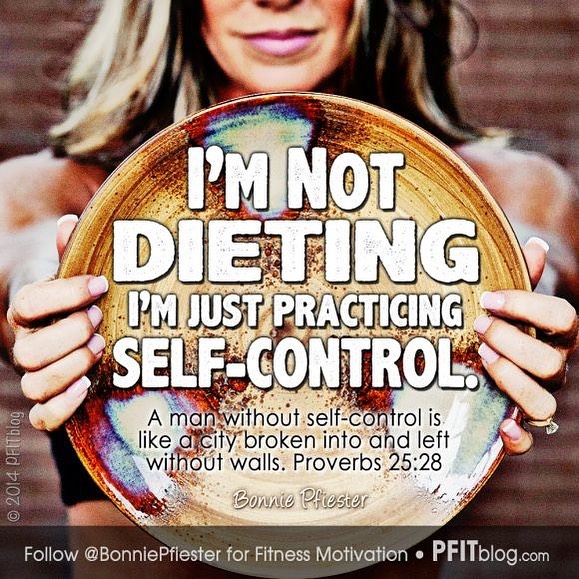 I'M NOT
DIETING
I'M JUST PRACTICING
SELF-CONTROL.
A man without self-control is
like a city broken into and left
without walls. Proverbs 25:28
Bonnie Pfiester
© 2014 PFITblog
Follow @BonniePfiester for Fitness Motivation • PFITblog.com